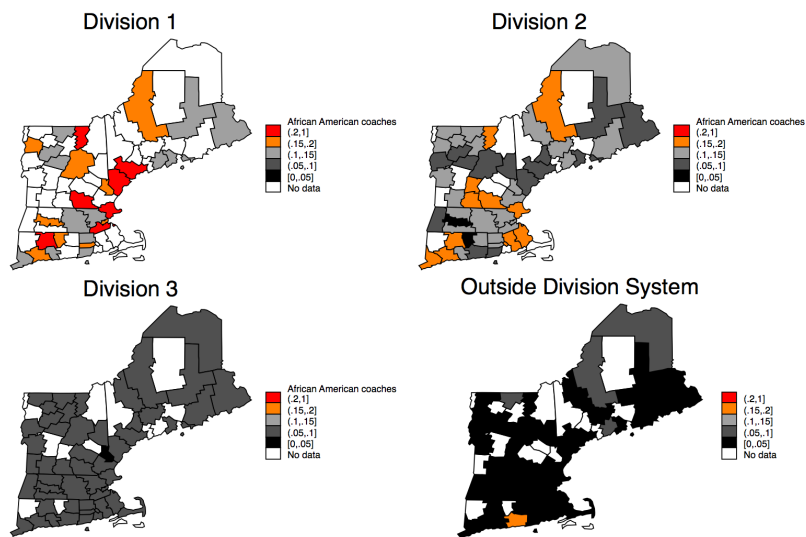 Division 1
African American coaches
(.2,1]
(.15,.2]
(.1,.15]
(.05,.1]
[0,.05]
No data
Division 2
African American coaches
(.2,1]
(.15,.2]
(.1,.15]
(.05,.1]
[0,.05]
No data
Division 3
African American coaches
(.2,1]
(.15,.2]
(.1,.15]
(.05,.1]
[0,.05]
No data
Outside Division System
(.2,1]
(.15,.2]
(.1,.15]
(.05,.1]
[0,.05]
No data